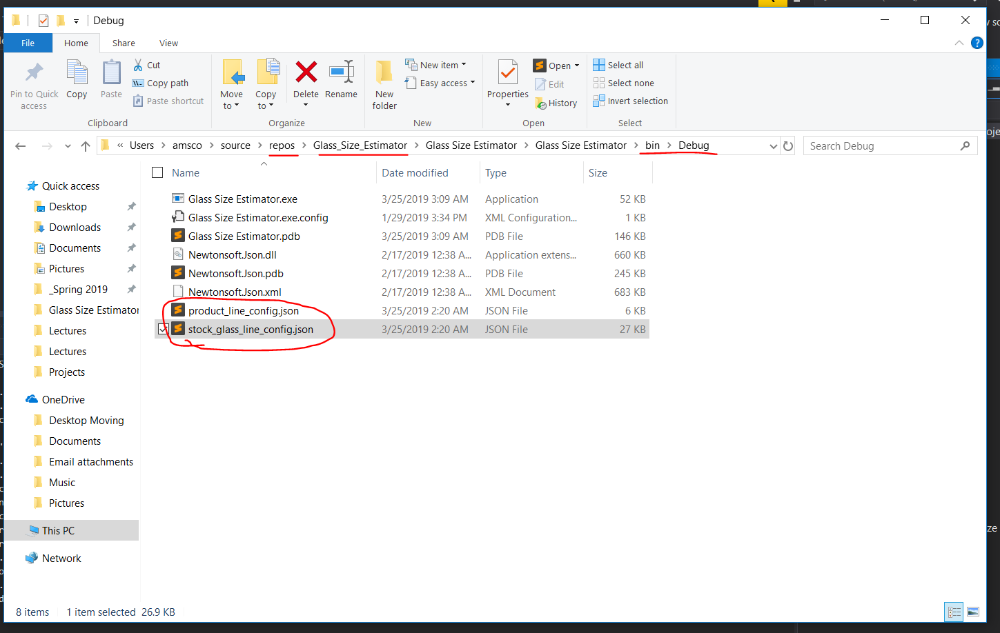 Debug
File Home Share View
Pin to Quick access
Copy
Paste
Cut
Copy path
Paste shortcut
Clipboard
Move to
Copy to
Delete
Rename
Organize
New folder
New item
Easy access
New
Properties
Open
Edit
History
Open
Select all
Select none
Invert selection
Select
« Users > amsco > source > repos > Glass_Size_Estimator > Glass Size Estimator > Glass Size Estimator > bin > Debug
Search Debug
Quick access
Desktop
Downloads
Documents
Pictures
_Spring 2019
Glass Size Estimator
Lectures
Lectures
Projects
OneDrive
Desktop Moving
Documents
Email attachments
Music
Pictures
This PC
Network
Name Date modified Type Size
Glass Size Estimator.exe 3/25/2019 3:09 AM Application 52 KB
Glass Size Estimator.exe.config 1/29/2019 3:34 PM XML Configuration... 1 KB
Glass Size Estimator.pdb 3/25/2019 3:09 AM PDB File 146 KB
Newtonsoft.Json.dll 2/17/2019 12:38 A... Application extens... 660 KB
Newtonsoft.Json.pdb 2/17/2019 12:38 A... PDB File 245 KB
Newtonsoft.Json.xml 2/17/2019 12:38 A... XML Document 683 KB
product_line_config.json 3/25/2019 2:20 AM JSON File 6 KB
stock_glass_line_config.json 3/25/2019 2:20 AM JSON File 27 KB
8 items 1 item selected 26.9 KB